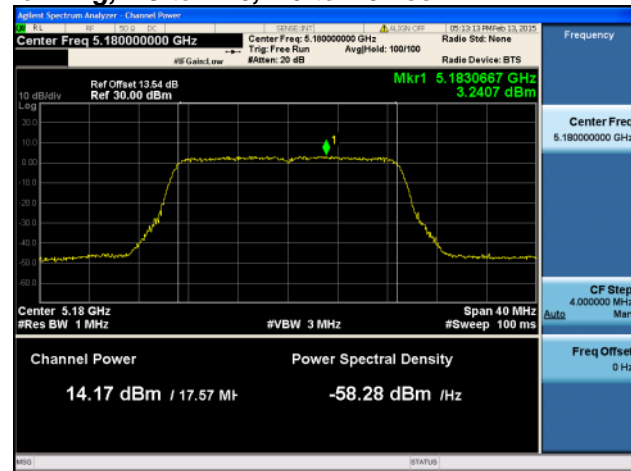 Agilent Spectrum Analyzer - Channel Power
RL RF 50 Ω DC SENSE:INT ALIGN OFF 05:13:13 PM Feb 13, 2015
Center Freq 5.180000000 GHz
Center Freq: 5.180000000 GHz
Radio Std: None
Trig: Free Run Avg|Hold: 100/100
#IFGain:Low #Atten: 20 dB Radio Device: BTS
Frequency
Mkr1 5.1830667 GHz
3.2407 dBm
Ref Offset 13.54 dB
10 dB/div Ref 30.00 dBm
Log
20.0
10.0
0.00
-10.0
-20.0
-30.0
-40.0
-50.0
-60.0
1
Center 5.18 GHz Span 40 MHz
#Res BW 1 MHz #VBW 3 MHz #Sweep 100 ms
Channel Power Power Spectral Density
14.17 dBm / 17.57 MH -58.28 dBm /Hz
Center Freq
5.180000000 GHz
CF Step
4.000000 MHz
Auto Man
Freq Offset
0 Hz
MSG STATUS